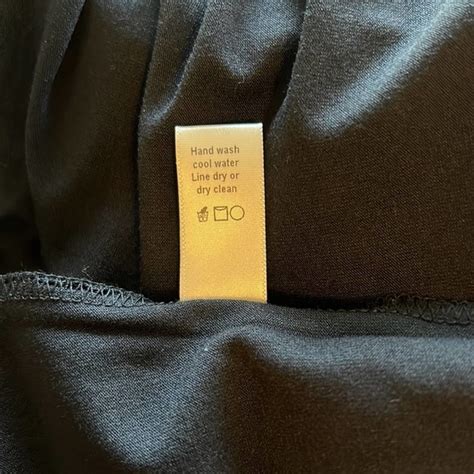 Hand wash
cool water
Line dry or
dry clean